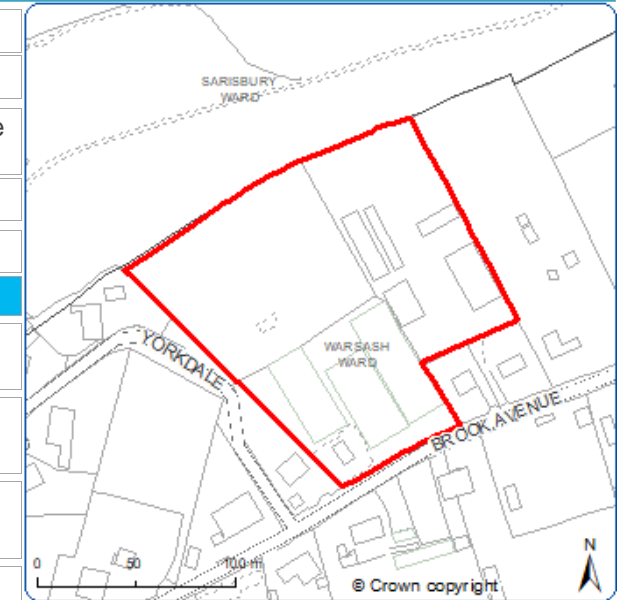 e
SARISBURY
WARD
YORKDALE
WARSASH
WARD
BROOK AVENUE
N
0 50 100 m
© Crown copyright